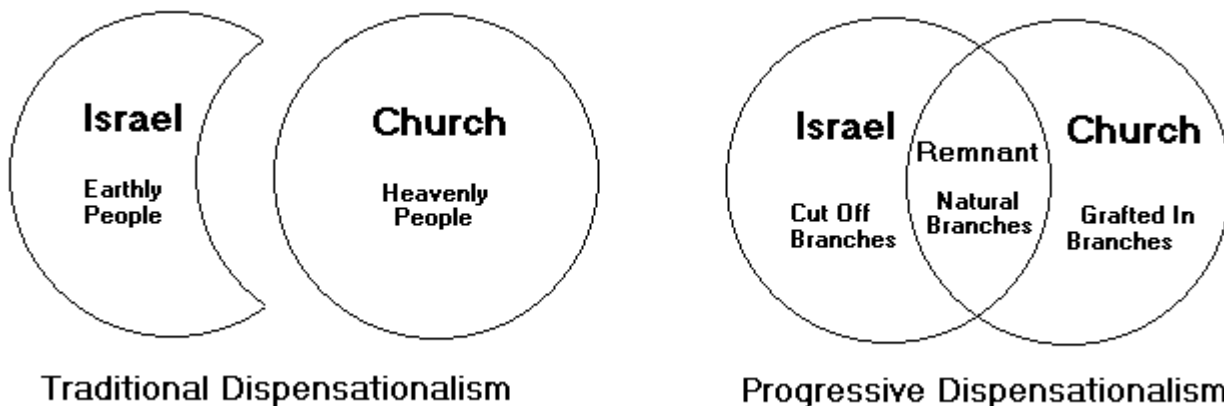 Israel
Earthly
People
Church
Heavenly
People
Traditional Dispensationalism
Israel
Cut Off
Branches
Remnant
Natural
Branches
Church
Grafted In
Branches
Progressive Dispensationalism